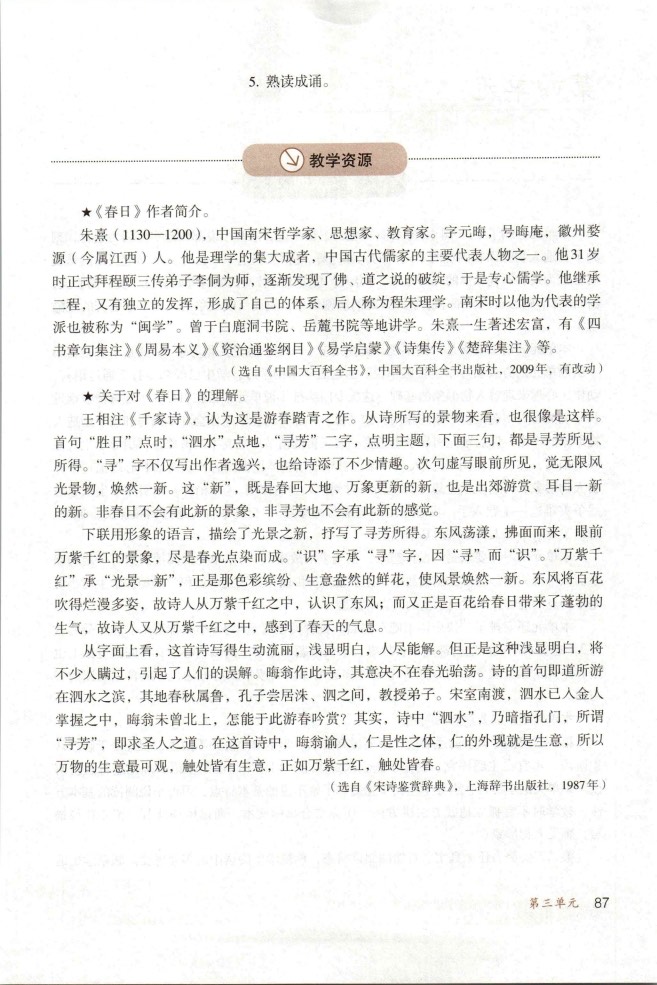 5. 熟读成诵。
教学资源
★《春日》作者简介。
朱熹（1130—1200），中国南宋哲学家、思想家、教育家。字元晦，号晦庵，徽州婺
源（今属江西）人。他是理学的集大成者，中国古代儒家的主要代表人物之一。他31岁
时正式拜程颐三传弟子李侗为师，逐渐发现了佛、道之说的破绽，于是专心儒学。他继承
二程，又有独立的发挥，形成了自己的体系，后人称为程朱理学。南宋时以他为代表的学
派也被称为“闽学”。曾于白鹿洞书院、岳麓书院等地讲学。朱熹一生著述宏富，有《四
书章句集注》《周易本义》《资治通鉴纲目》《易学启蒙》《诗集传》《楚辞集注》等。
（选自《中国大百科全书》，中国大百科全书出版社，2009年，有改动）
★ 关于对《春日》的理解。
王相注《千家诗》，认为这是游春踏青之作。从诗所写的景物来看，也很像是这样。
首句“胜日”点时，“泗水”点地，“寻芳”二字，点明主题，下面三句，都是寻芳所见、
所得。“寻”字不仅写出作者逸兴，也给诗添了不少情趣。次句虚写眼前所见，觉无限风
光景物，焕然一新。这“新”，既是春回大地、万象更新的新，也是出郊游赏、耳目一新
的新。非春日不会有此新的景象，非寻芳也不会有此新的感觉。
下联用形象的语言，描绘了光景之新，抒写了寻芳所得。东风荡漾，拂面而来，眼前
万紫千红的景象，尽是春光点染而成。“识”字承“寻”字，因“寻”而“识”。“万紫千
红”承“光景一新”，正是那色彩缤纷、生意盎然的鲜花，使风景焕然一新。东风将百花
吹得烂漫多姿，故诗人从万紫千红之中，认识了东风；而又正是百花给春日带来了蓬勃的
生气，故诗人又从万紫千红之中，感到了春天的气息。
从字面上看，这首诗写得生动流丽，浅显明白，人尽能解。但正是这种浅显明白，将
不少人瞒过，引起了人们的误解。晦翁作此诗，其意决不在春光骀荡。诗的首句即道所游
在泗水之滨，其地春秋属鲁，孔子尝居洙、泗之间，教授弟子。宋室南渡，泗水已入金人
掌握之中，晦翁未曾北上，怎能于此游春吟赏？其实，诗中“泗水”，乃暗指孔门，所谓
“寻芳”，即求圣人之道。在这首诗中，晦翁谕人，仁是性之体，仁的外现就是生意，所以
万物的生意最可观，触处皆有生意，正如万紫千红，触处皆春。
（选自《宋诗鉴赏辞典》，上海辞书出版社，1987年）
第三单元 87